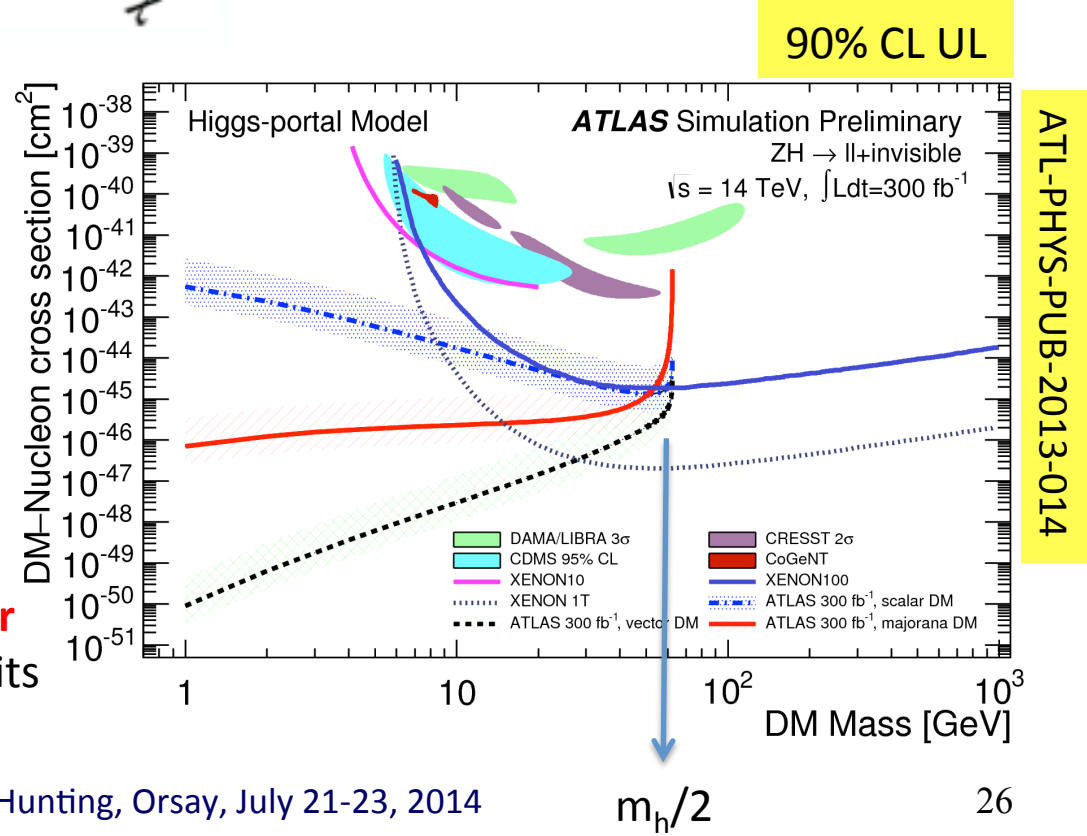 90% CL UL
Higgs-portal Model
ATLAS Simulation Preliminary
ZH → ll+invisible
√s = 14 TeV, ∫Ldt=300 fb⁻¹
DM–Nucleon cross section [cm²]
10⁻³⁸
10⁻³⁹
10⁻⁴⁰
10⁻⁴¹
10⁻⁴²
10⁻⁴³
10⁻⁴⁴
10⁻⁴⁵
10⁻⁴⁶
10⁻⁴⁷
10⁻⁴⁸
10⁻⁴⁹
10⁻⁵⁰
10⁻⁵¹
DAMA/LIBRA 3σ
CDMS 95% CL
XENON10
XENON 1T
ATLAS 300 fb⁻¹, vector DM
CRESST 2σ
CoGeNT
XENON100
ATLAS 300 fb⁻¹, scalar DM
ATLAS 300 fb⁻¹, majorana DM
1
10
10²
10³
DM Mass [GeV]
ATL-PHYS-PUB-2013-014
r
its
Hunting, Orsay, July 21-23, 2014
mₕ/2
26